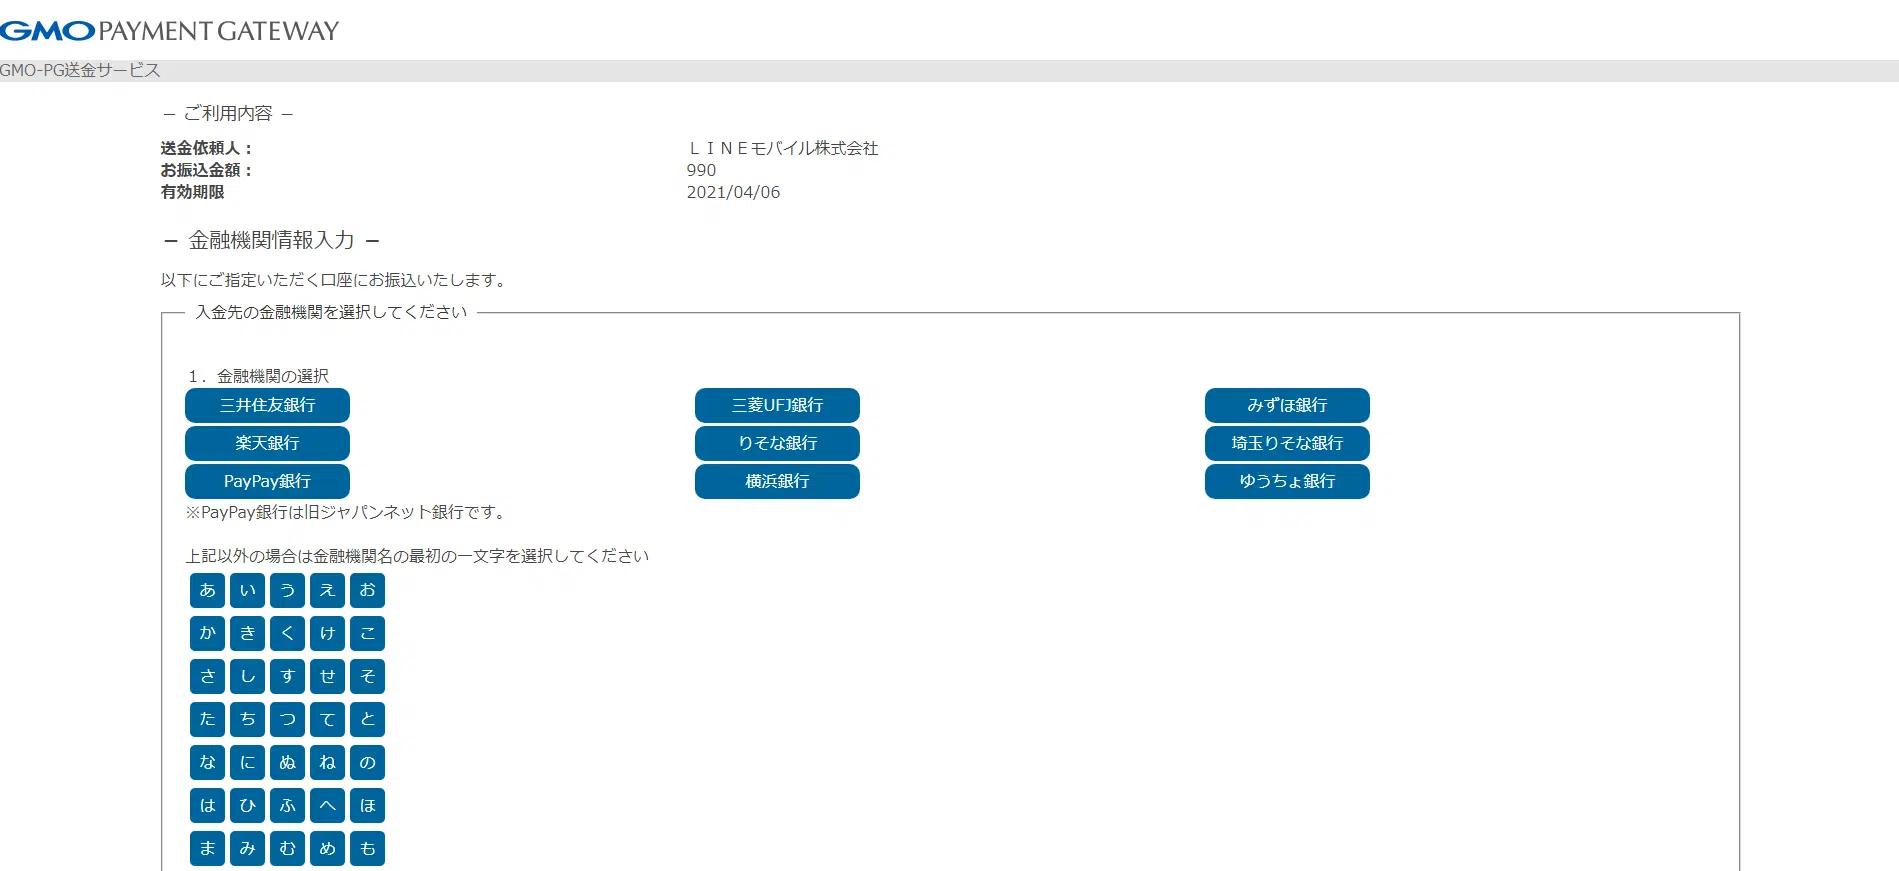 GMO PAYMENT GATEWAY
GMO-PG送金サービス
－ ご利用内容 －
送金依頼人： ＬＩＮＥモバイル株式会社
お振込金額： 990
有効期限 2021/04/06
－ 金融機関情報入力 －
以下にご指定いただく口座にお振込いたします。
入金先の金融機関を選択してください
１．金融機関の選択
三井住友銀行 三菱UFJ銀行 みずほ銀行
楽天銀行 りそな銀行 埼玉りそな銀行
PayPay銀行 横浜銀行 ゆうちょ銀行
※PayPay銀行は旧ジャパンネット銀行です。
上記以外の場合は金融機関名の最初の一文字を選択してください
あ い う え お
か き く け こ
さ し す せ そ
た ち つ て と
な に ぬ ね の
は ひ ふ へ ほ
ま み む め も